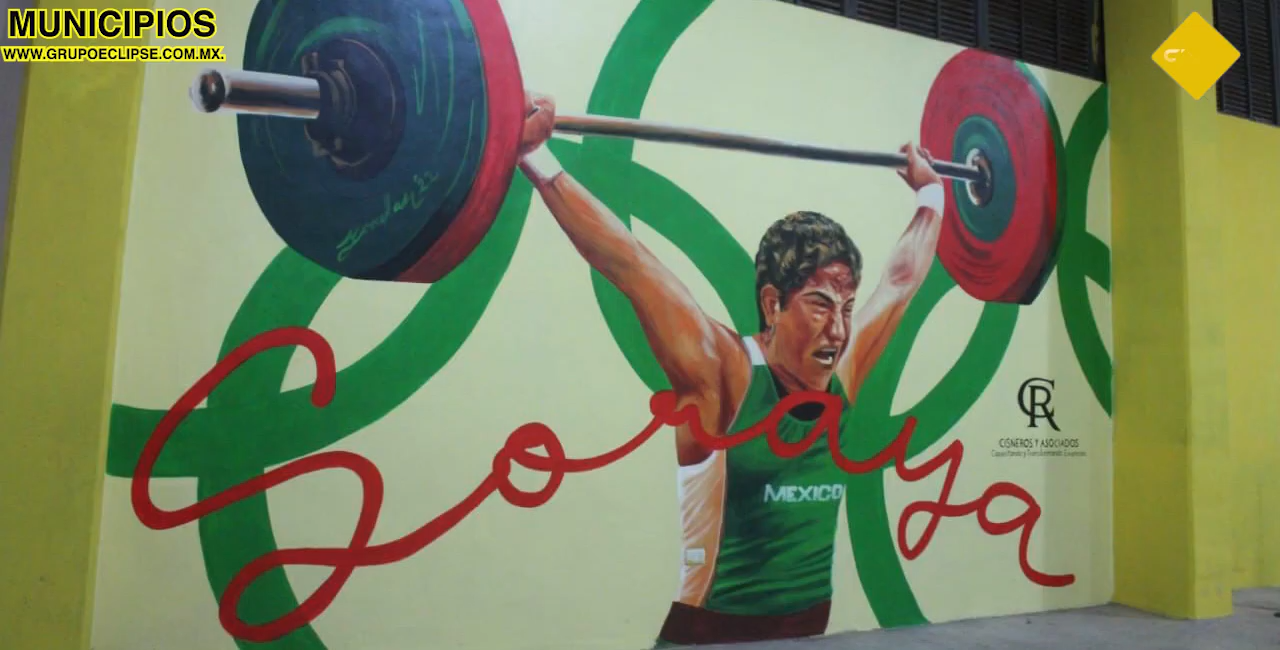 MUNICIPIOS
WWW.GRUPOECLIPSE.COM.MX.
Soraya
MEXICO
CR
CISNEROS Y ASOCIADOS